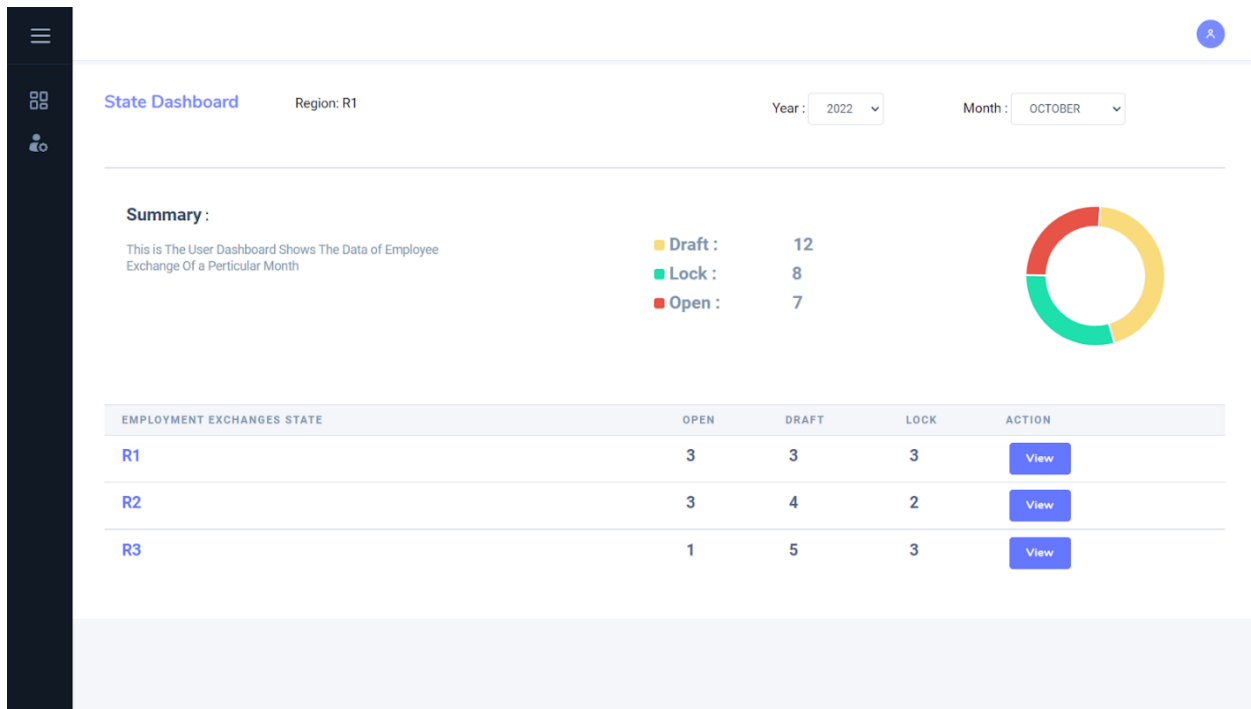 State Dashboard Region: R1 Year : 2022 Month : OCTOBER
Summary :
This is The User Dashboard Shows The Data of Employee
Exchange Of a Perticular Month
Draft : 12
Lock : 8
Open : 7
EMPLOYMENT EXCHANGES STATE OPEN DRAFT LOCK ACTION
R1 3 3 3 View
R2 3 4 2 View
R3 1 5 3 View